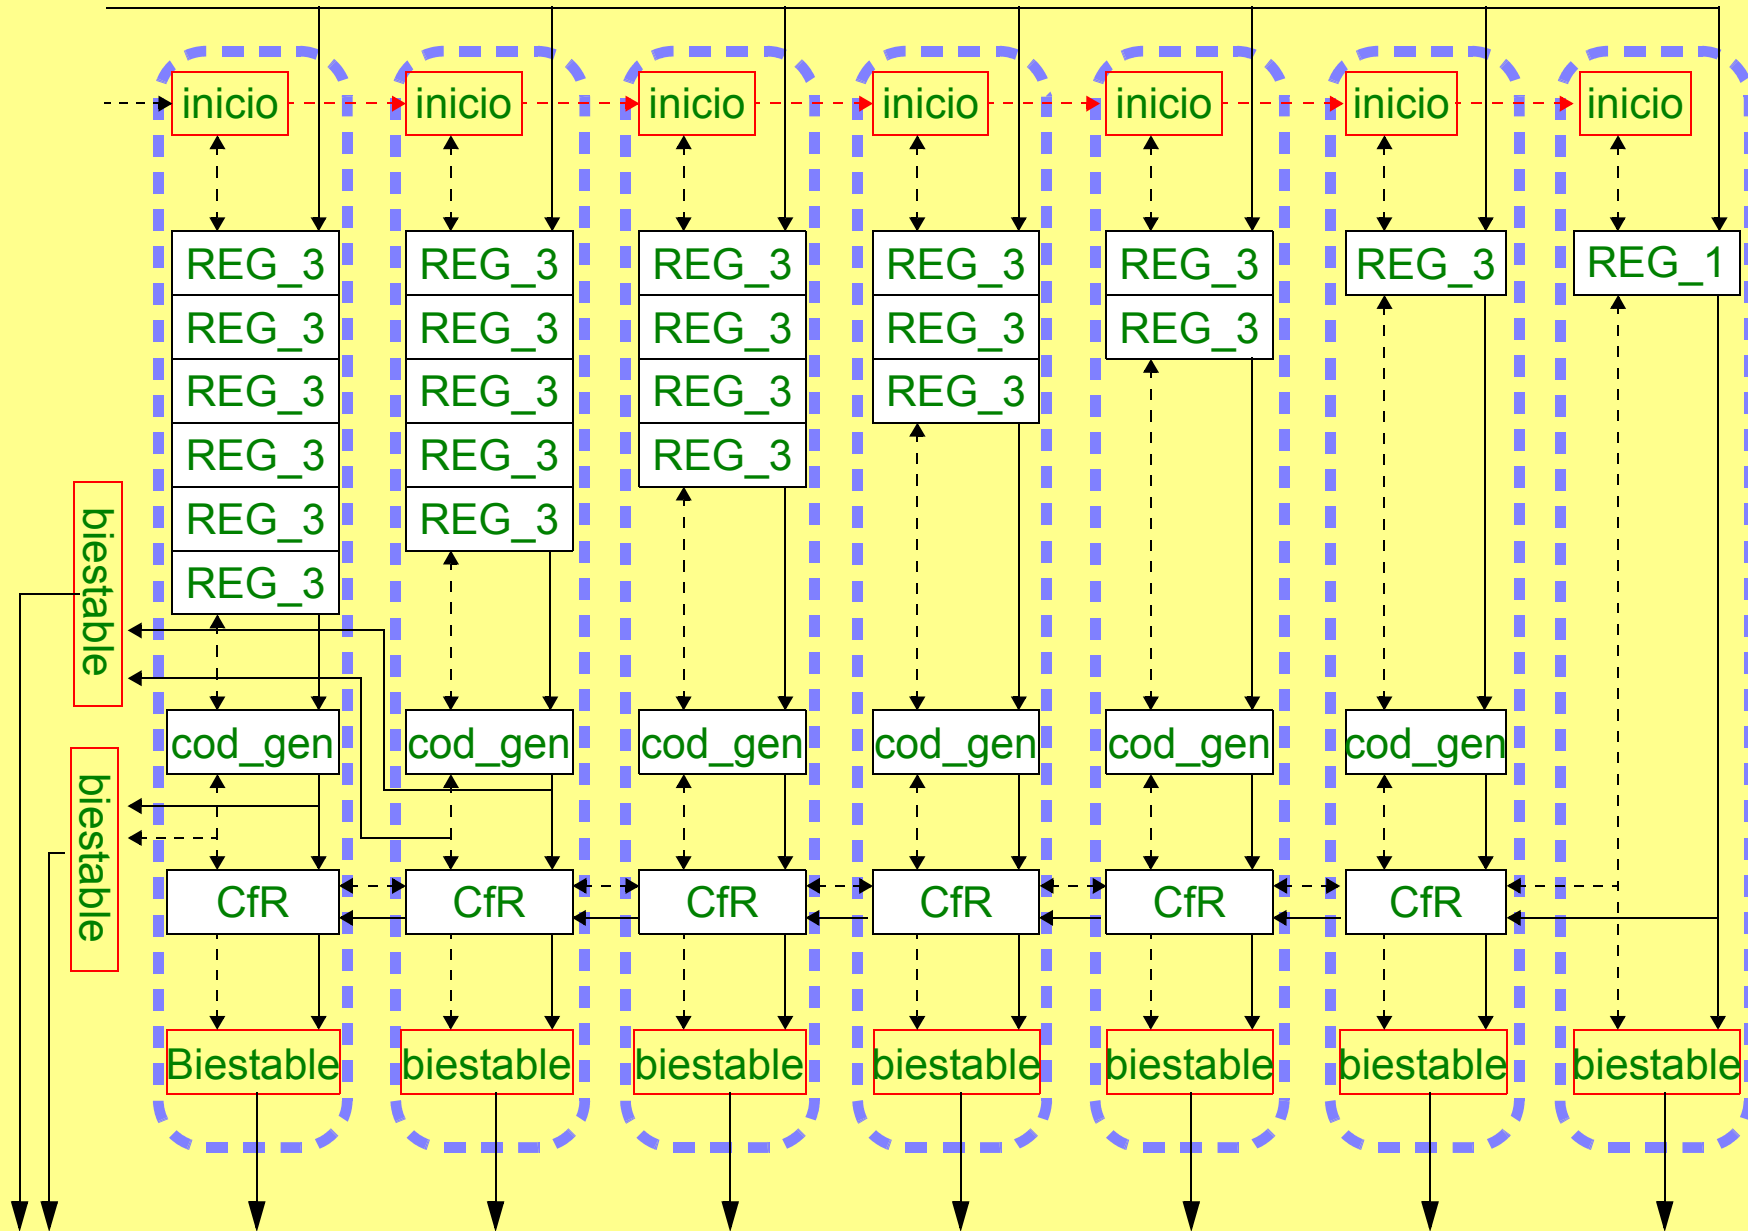 inicio inicio inicio inicio inicio inicio inicio
REG_3 REG_3 REG_3 REG_3 REG_3 REG_3 REG_1
REG_3 REG_3 REG_3 REG_3 REG_3
REG_3 REG_3 REG_3 REG_3
REG_3 REG_3 REG_3
REG_3 REG_3
REG_3
biestable
cod_gen cod_gen cod_gen cod_gen cod_gen cod_gen
biestable
CfR CfR CfR CfR CfR CfR
Biestable biestable biestable biestable biestable biestable biestable